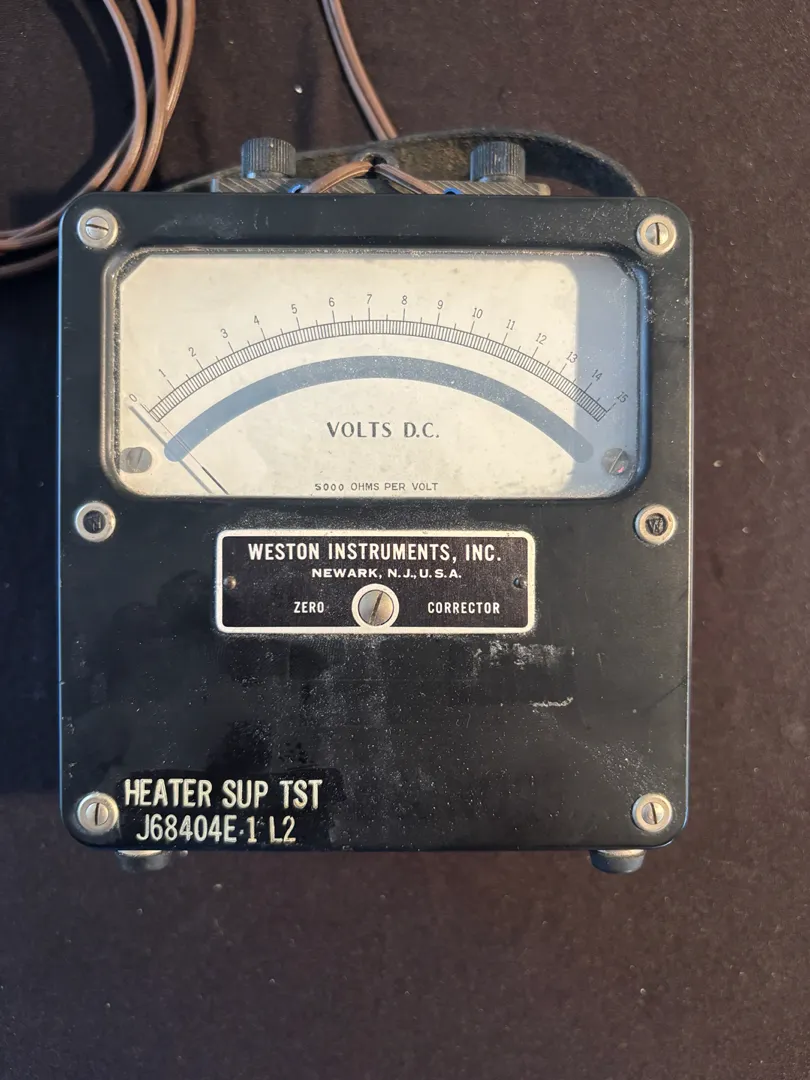 0 1 2 3 4 5 6 7 8 9 10 11 12 13 14 15
VOLTS D.C.
5000 OHMS PER VOLT
W W
WESTON INSTRUMENTS, INC.
NEWARK, N.J., U.S.A.
ZERO CORRECTOR
HEATER SUP TST
J68404E-1 L2